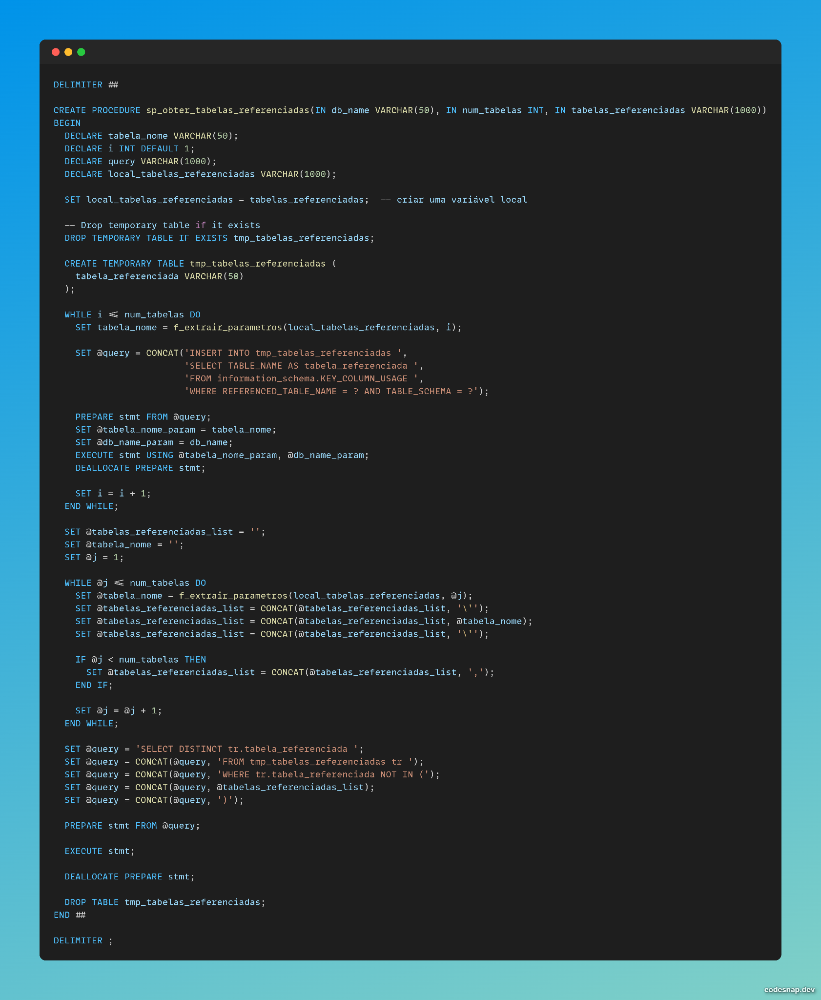 DELIMITER ##

CREATE PROCEDURE sp_obter_tabelas_referenciadas(IN db_name VARCHAR(50), IN num_tabelas INT, IN tabelas_referenciadas VARCHAR(1000))
BEGIN
  DECLARE tabela_nome VARCHAR(50);
  DECLARE i INT DEFAULT 1;
  DECLARE query VARCHAR(1000);
  DECLARE local_tabelas_referenciadas VARCHAR(1000);

  SET local_tabelas_referenciadas = tabelas_referenciadas;  -- criar uma variável local

  -- Drop temporary table if it exists
  DROP TEMPORARY TABLE IF EXISTS tmp_tabelas_referenciadas;

  CREATE TEMPORARY TABLE tmp_tabelas_referenciadas (
    tabela_referenciada VARCHAR(50)
  );

  WHILE i <= num_tabelas DO
    SET tabela_nome = f_extrair_parametros(local_tabelas_referenciadas, i);

    SET @query = CONCAT('INSERT INTO tmp_tabelas_referenciadas ',
                        'SELECT TABLE_NAME AS tabela_referenciada ',
                        'FROM information_schema.KEY_COLUMN_USAGE ',
                        'WHERE REFERENCED_TABLE_NAME = ? AND TABLE_SCHEMA = ?');

    PREPARE stmt FROM @query;
    SET @tabela_nome_param = tabela_nome;
    SET @db_name_param = db_name;
    EXECUTE stmt USING @tabela_nome_param, @db_name_param;
    DEALLOCATE PREPARE stmt;

    SET i = i + 1;
  END WHILE;

  SET @tabelas_referenciadas_list = '';
  SET @tabela_nome = '';
  SET @j = 1;

  WHILE @j <= num_tabelas DO
    SET @tabela_nome = f_extrair_parametros(local_tabelas_referenciadas, @j);
    SET @tabelas_referenciadas_list = CONCAT(@tabelas_referenciadas_list, '\'');
    SET @tabelas_referenciadas_list = CONCAT(@tabelas_referenciadas_list, @tabela_nome);
    SET @tabelas_referenciadas_list = CONCAT(@tabelas_referenciadas_list, '\'');

    IF @j < num_tabelas THEN
      SET @tabelas_referenciadas_list = CONCAT(@tabelas_referenciadas_list, ',');
    END IF;

    SET @j = @j + 1;
  END WHILE;

  SET @query = 'SELECT DISTINCT tr.tabela_referenciada ';
  SET @query = CONCAT(@query, 'FROM tmp_tabelas_referenciadas tr ');
  SET @query = CONCAT(@query, 'WHERE tr.tabela_referenciada NOT IN (');
  SET @query = CONCAT(@query, @tabelas_referenciadas_list);
  SET @query = CONCAT(@query, ')');

  PREPARE stmt FROM @query;

  EXECUTE stmt;

  DEALLOCATE PREPARE stmt;

  DROP TABLE tmp_tabelas_referenciadas;
END ##

DELIMITER ;
codesnap.dev